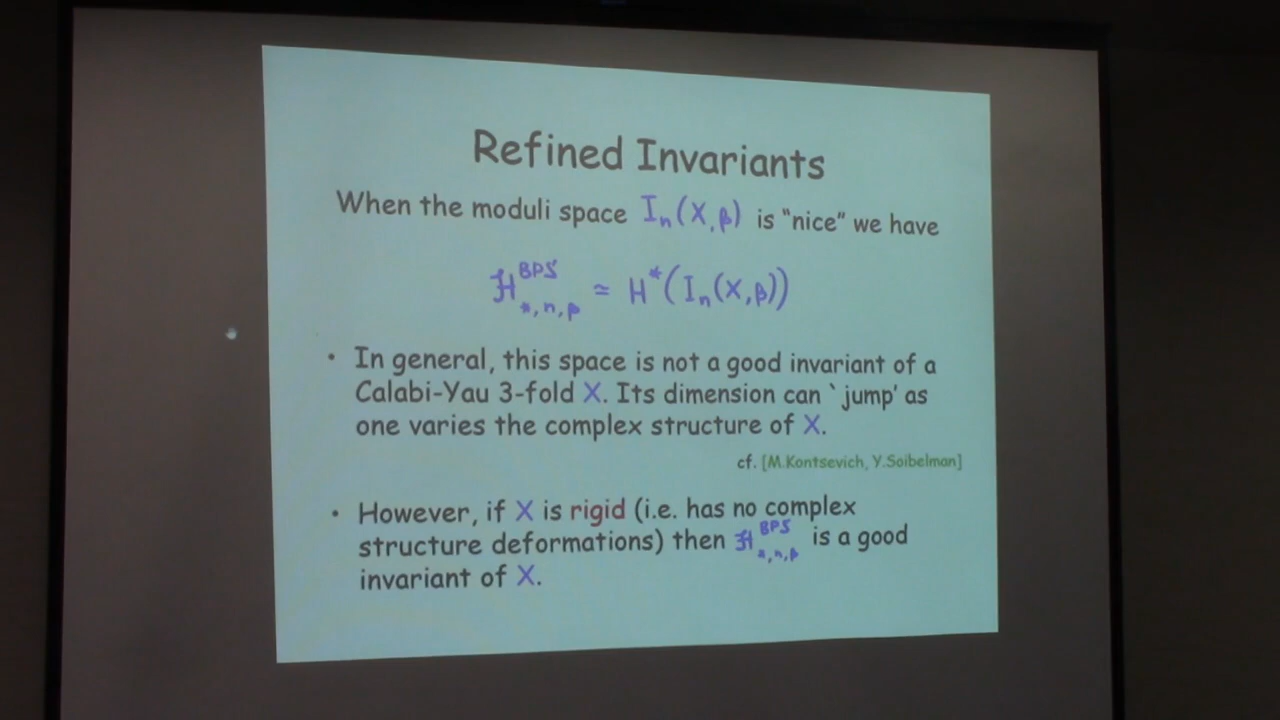 Refined Invariants
When the moduli space Iₙ(X,β) is "nice" we have
ℋ^BPS_*,n,β ≃ H*(Iₙ(X,β))
• In general, this space is not a good invariant of a
Calabi-Yau 3-fold X. Its dimension can `jump' as
one varies the complex structure of X.
cf. [M.Kontsevich, Y.Soibelman]
• However, if X is rigid (i.e. has no complex
structure deformations) then ℋ^BPS_*,n,β is a good
invariant of X.